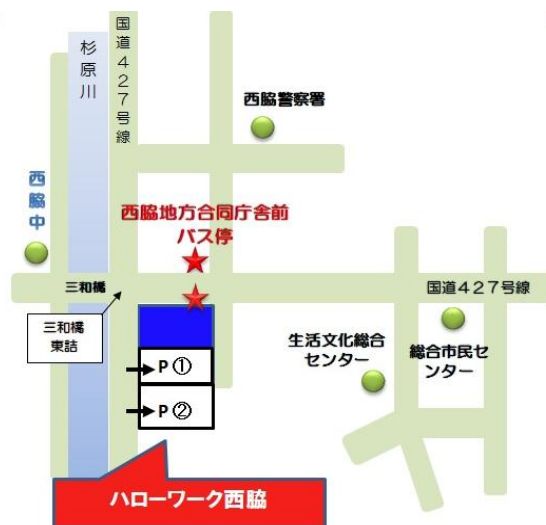 杉原川
国道427号線
西脇警察署
西脇中
西脇地方合同庁舎前
バス停
三和橋
国道427号線
三和橋
東詰
生活文化総合
センター
総合市民セ
ンター
P①
P②
ハローワーク西脇